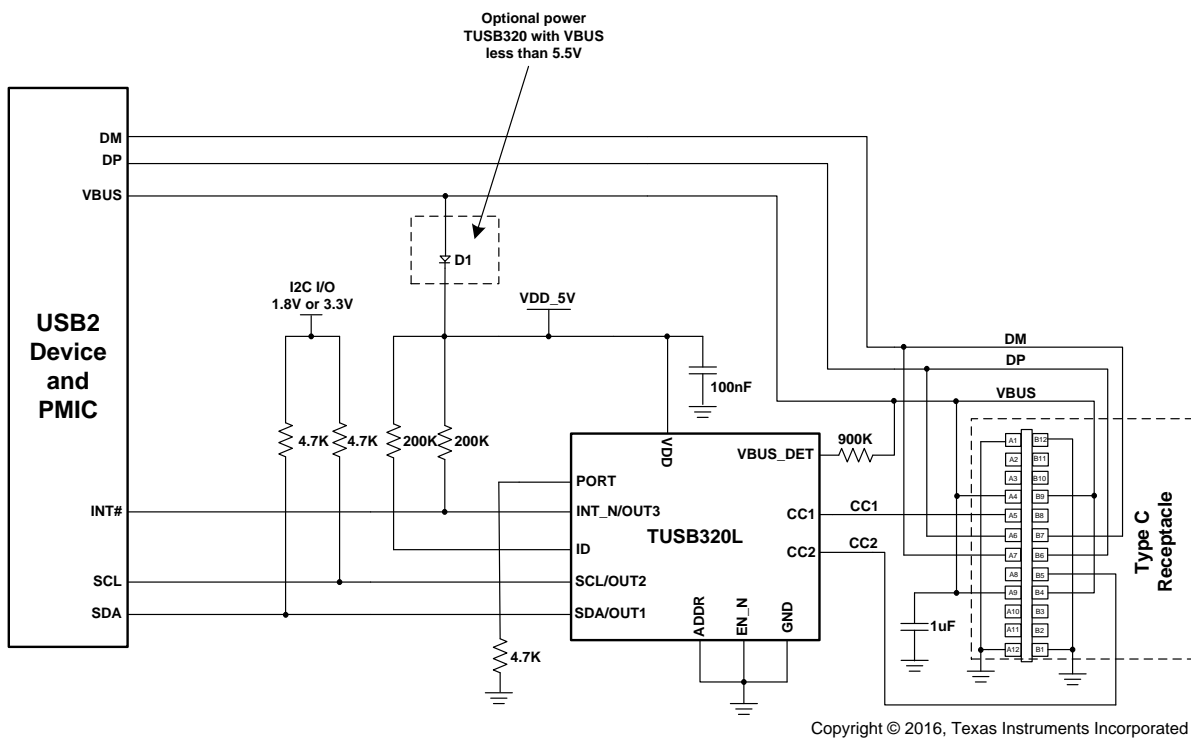 Optional power
TUSB320 with VBUS
less than 5.5V
DM
DP
VBUS
D1
I2C I/O
1.8V or 3.3V
VDD_5V
USB2
Device
and
PMIC
100nF
DM
DP
VBUS
4.7K
4.7K
200K
200K
VDD
VBUS_DET
900K
PORT
INT#
INT_N/OUT3
CC1
CC1
TUSB320L
ID
CC2
CC2
SCL
SCL/OUT2
SDA
SDA/OUT1
ADDR
EN_N
GND
4.7K
1uF
A1
B12
A2
B11
A3
B10
A4
B9
A5
B8
A6
B7
A7
B6
A8
B5
A9
B4
A10
B3
A11
B2
A12
B1
Type C
Receptacle
Copyright © 2016, Texas Instruments Incorporated